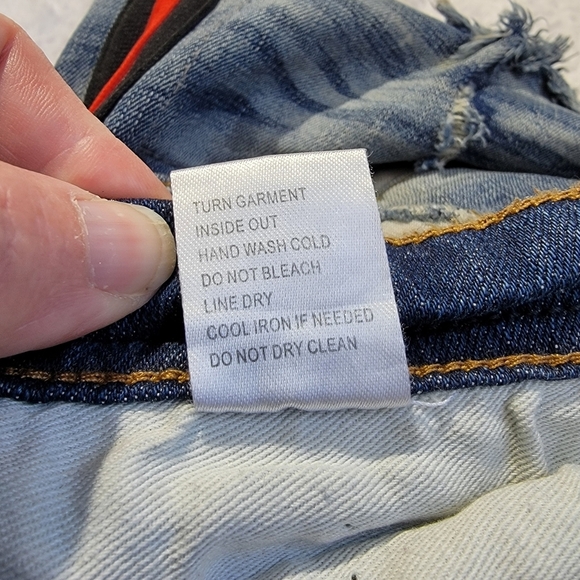 TURN GARMENT
INSIDE OUT
HAND WASH COLD
DO NOT BLEACH
LINE DRY
COOL IRON IF NEEDED
DO NOT DRY CLEAN